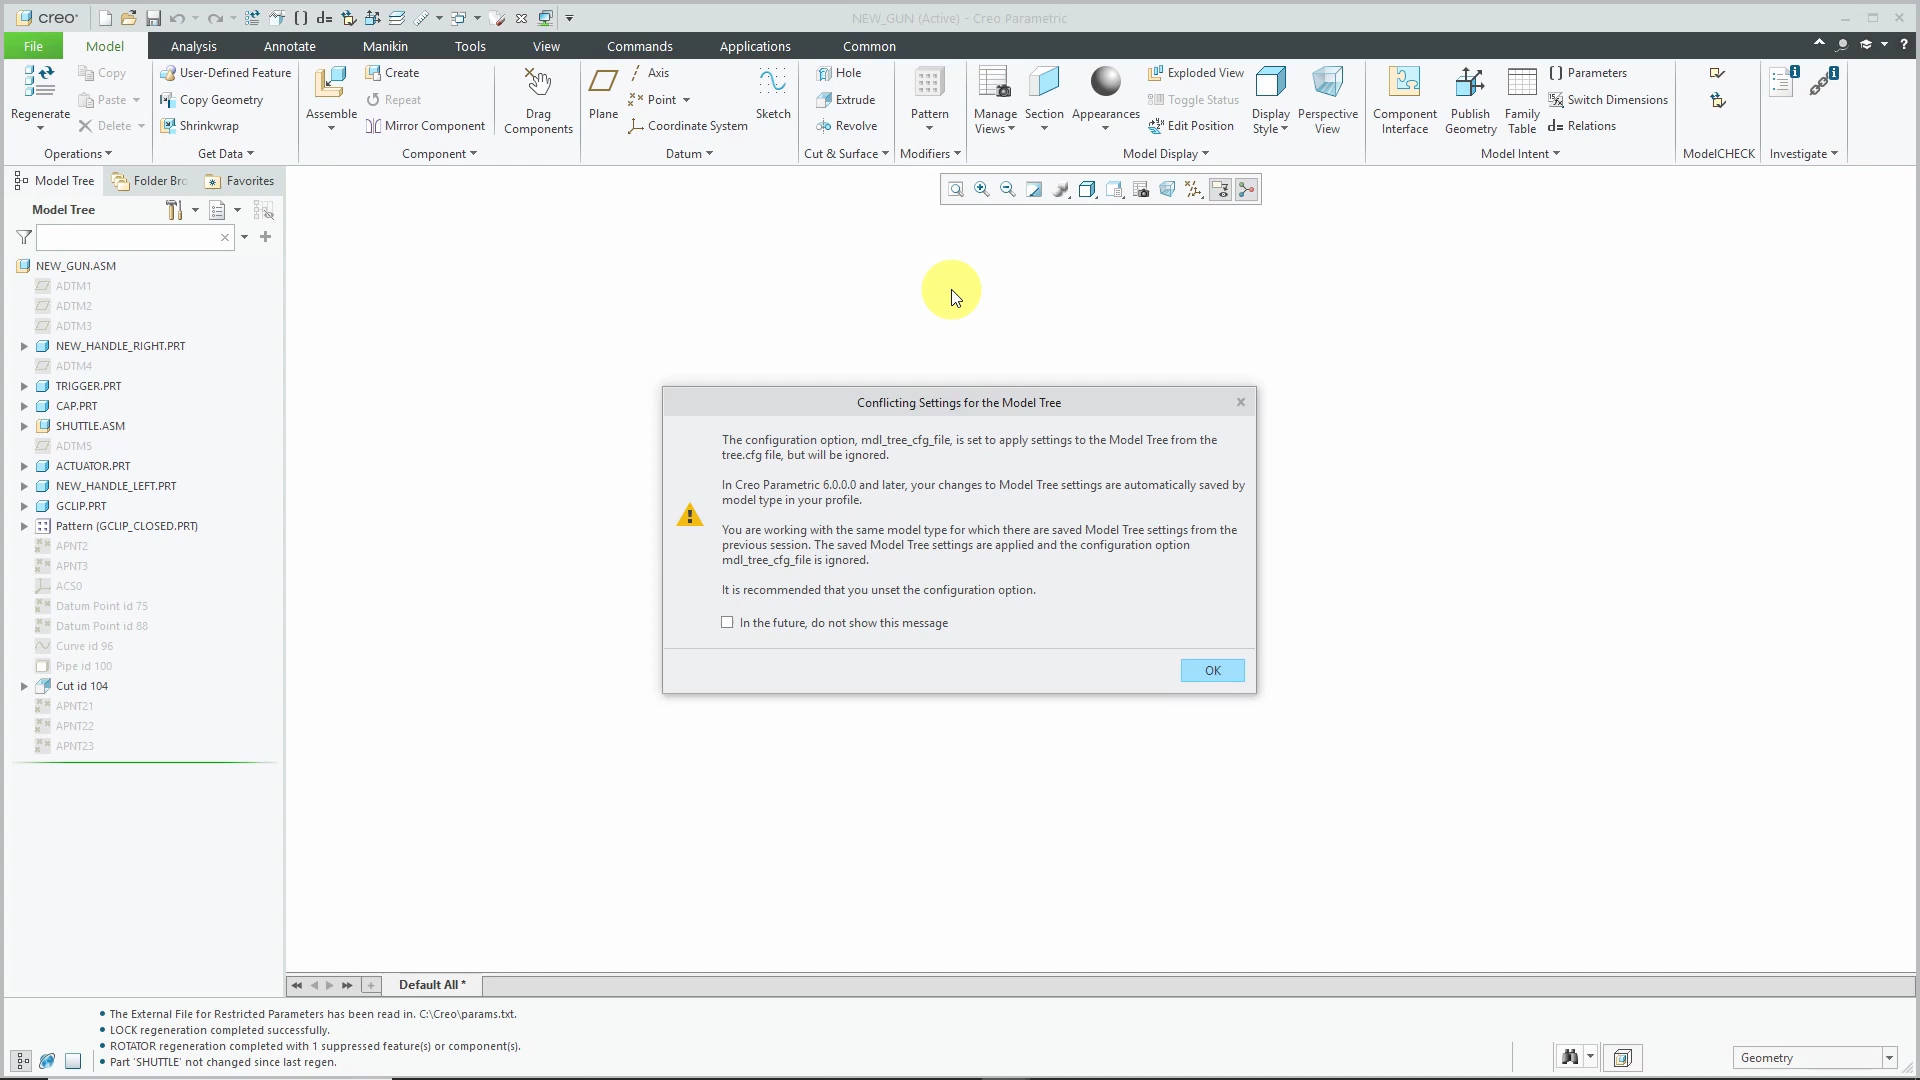 creo
NEW_GUN (Active) - Creo Parametric
File
Model
Analysis
Annotate
Manikin
Tools
View
Commands
Applications
Common
Regenerate
Copy
Paste
Delete
Operations
User-Defined Feature
Copy Geometry
Shrinkwrap
Get Data
Assemble
Create
Repeat
Mirror Component
Drag
Components
Component
Plane
Axis
Point
Coordinate System
Sketch
Datum
Hole
Extrude
Revolve
Cut & Surface
Pattern
Modifiers
Manage
Views
Section
Appearances
Exploded View
Toggle Status
Edit Position
Display
Style
Perspective
View
Model Display
Component
Interface
Publish
Geometry
Family
Table
Parameters
Switch Dimensions
Relations
Model Intent
ModelCHECK
Investigate
Model Tree
Folder Brc
Favorites
Model Tree
NEW_GUN.ASM
ADTM1
ADTM2
ADTM3
NEW_HANDLE_RIGHT.PRT
ADTM4
TRIGGER.PRT
CAP.PRT
SHUTTLE.ASM
ADTM5
ACTUATOR.PRT
NEW_HANDLE_LEFT.PRT
GCLIP.PRT
Pattern (GCLIP_CLOSED.PRT)
APNT2
APNT3
ACS0
Datum Point id 75
Datum Point id 88
Curve id 96
Pipe id 100
Cut id 104
APNT21
APNT22
APNT23
Conflicting Settings for the Model Tree
The configuration option, mdl_tree_cfg_file, is set to apply settings to the Model Tree from the
tree.cfg file, but will be ignored.
In Creo Parametric 6.0.0.0 and later, your changes to Model Tree settings are automatically saved by
model type in your profile.
You are working with the same model type for which there are saved Model Tree settings from the
previous session. The saved Model Tree settings are applied and the configuration option
mdl_tree_cfg_file is ignored.
It is recommended that you unset the configuration option.
In the future, do not show this message
OK
Default All *
The External File for Restricted Parameters has been read in. C:\Creo\params.txt.
LOCK regeneration completed successfully.
ROTATOR regeneration completed with 1 suppressed feature(s) or component(s).
Part 'SHUTTLE' not changed since last regen.
Geometry